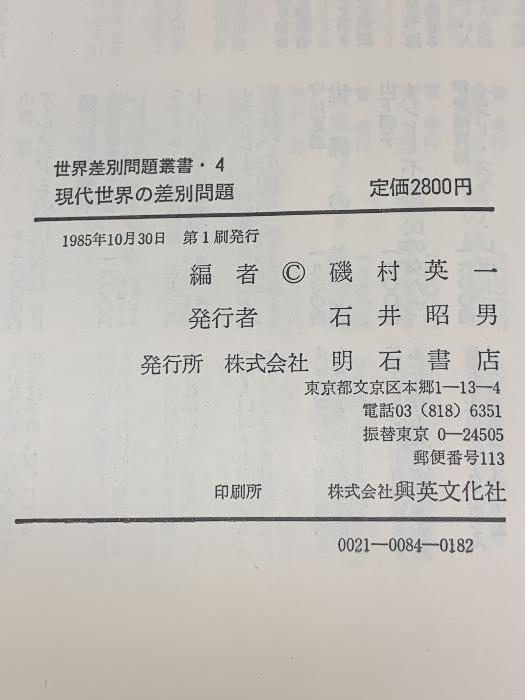 世界差別問題叢書・4
現代世界の差別問題　定価2800円
1985年10月30日　第1刷発行
編者　©　磯村英一
発行者　石井昭男
発行所　株式会社　明石書店
東京都文京区本郷1—13—4
電話03（818）6351
振替東京 0—24505
郵便番号113
印刷所　株式会社興英文化社
0021—0084—0182